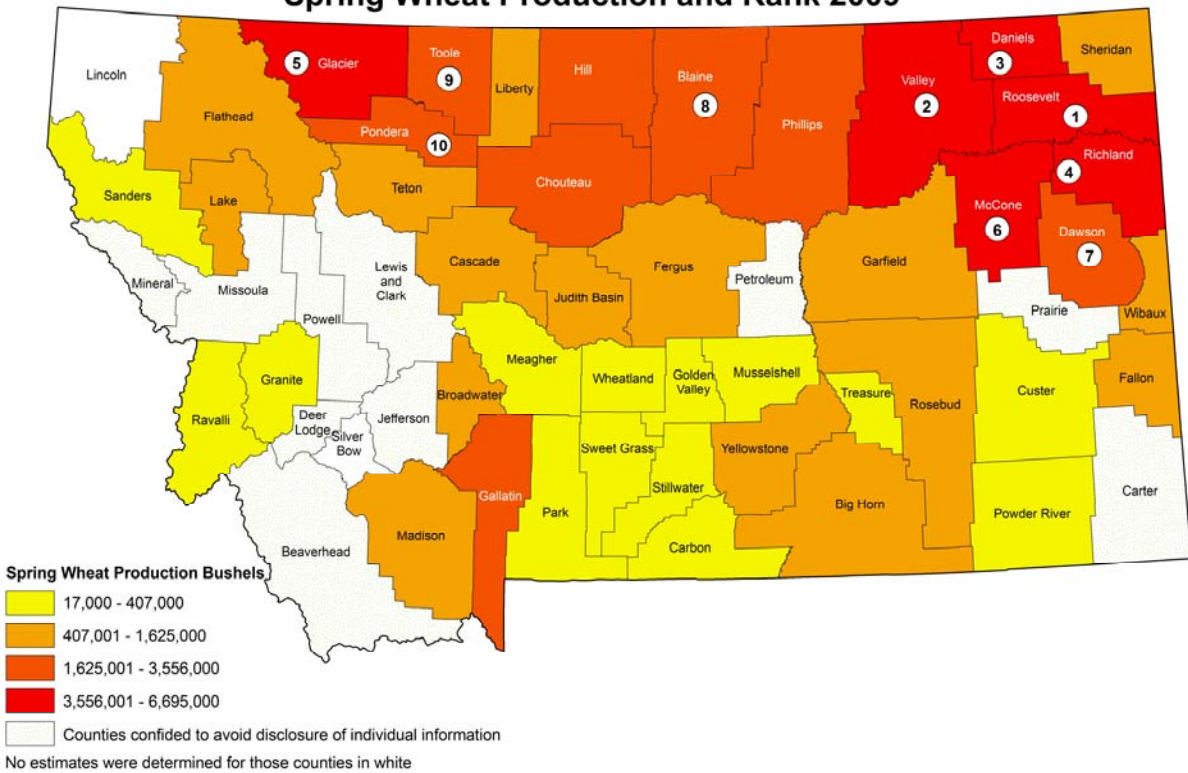 Spring Wheat Production and Rank 2009
Lincoln
Flathead
5 Glacier
Toole
9
Liberty
Hill
Blaine
8
Phillips
Valley
2
Daniels
3
Sheridan
Roosevelt
1
Pondera
10
Richland
4
Sanders
Lake
Teton
Chouteau
McCone
6
Dawson
7
Mineral
Missoula
Powell
Lewis
and
Clark
Cascade
Judith Basin
Fergus
Petroleum
Garfield
Prairie
Wibaux
Ravalli
Granite
Deer
Lodge
Silver
Bow
Jefferson
Broadwater
Meagher
Wheatland
Golden
Valley
Musselshell
Treasure
Rosebud
Custer
Fallon
Beaverhead
Madison
Gallatin
Park
Sweet Grass
Stillwater
Carbon
Yellowstone
Big Horn
Powder River
Carter
Spring Wheat Production Bushels
17,000 - 407,000
407,001 - 1,625,000
1,625,001 - 3,556,000
3,556,001 - 6,695,000
Counties confided to avoid disclosure of individual information
No estimates were determined for those counties in white